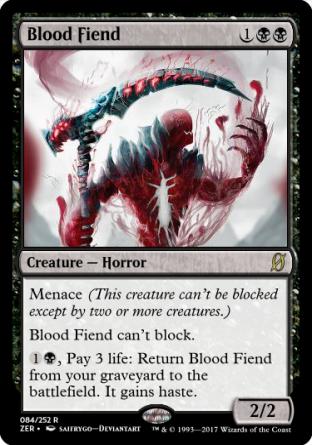 Blood Fiend 1
Creature — Horror
Menace (This creature can't be blocked
except by two or more creatures.)
Blood Fiend can't block.
1, Pay 3 life: Return Blood Fiend
from your graveyard to the
battlefield. It gains haste.
2/2
084/252 R
ZER • SAIFRYGO—DEVIANTART
™ & © 1993–2017 Wizards of the Coast